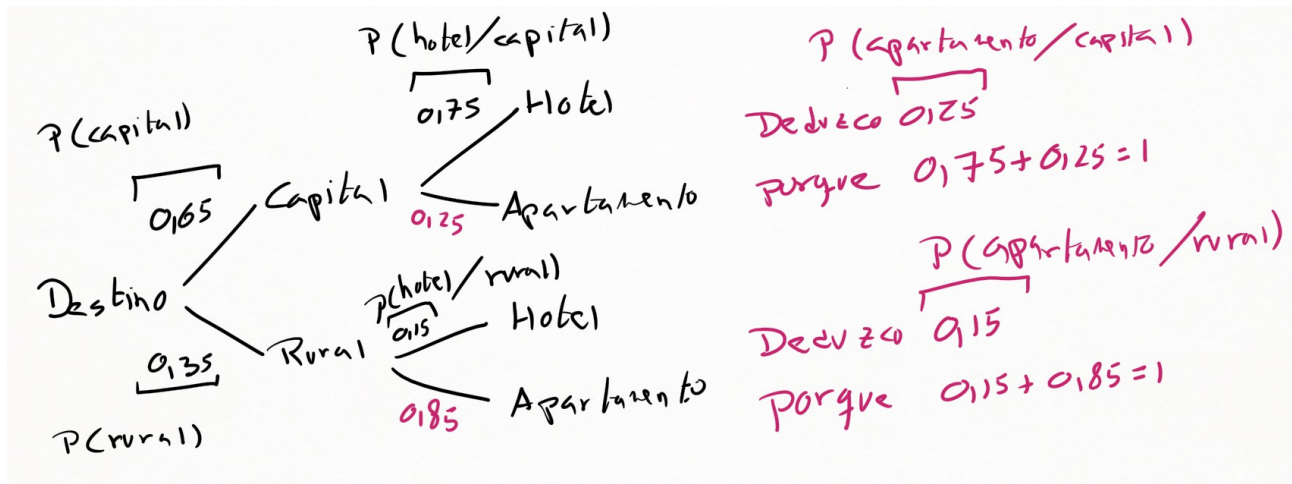 P(hotel/capital)
0,75
Hotel
P(capital)
0,65
Capital
0,25
Apartamento
Destino
P(hotel/rural)
0,15
Hotel
0,35
Rural
0,85
Apartamento
P(rural)
P(apartamento/capital)
Deduzco 0,25
porque 0,75+0,25=1
P(apartamento/rural)
Deduzco 0,15
porque 0,15+0,85=1